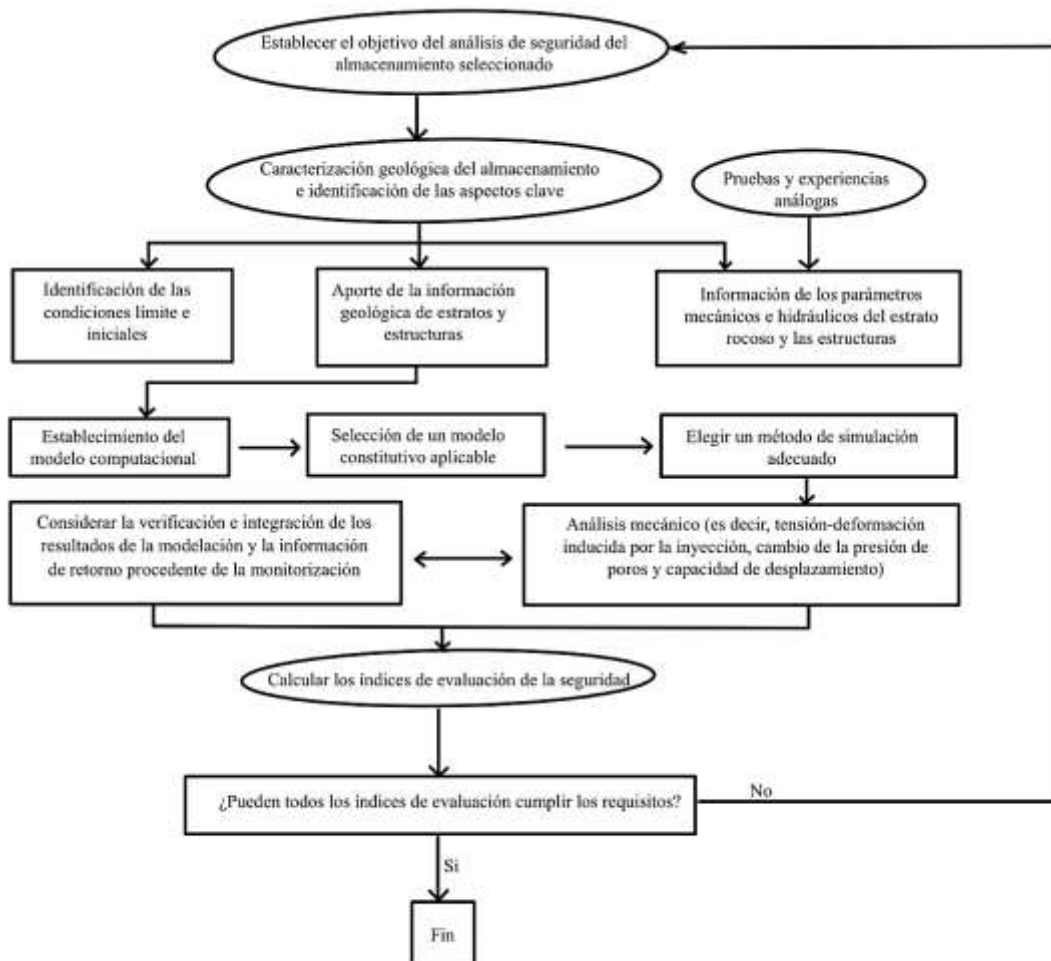 Establecer el objetivo del análisis de seguridad del
almacenamiento seleccionado
Caracterización geológica del almacenamiento
e identificación de las aspectos clave
Pruebas y experiencias
análogas
Identificación de las
condiciones límite e
iniciales
Aporte de la información
geológica de estratos y
estructuras
Información de los parámetros
mecánicos e hidráulicos del estrato
rocoso y las estructuras
Establecimiento del
modelo computacional
Selección de un modelo
constitutivo aplicable
Elegir un método de simulación
adecuado
Considerar la verificación e integración de los
resultados de la modelación y la información
de retorno procedente de la monitorización
Análisis mecánico (es decir, tensión-deformación
inducida por la inyección, cambio de la presión de
poros y capacidad de desplazamiento)
Calcular los índices de evaluación de la seguridad
¿Pueden todos los índices de evaluación cumplir los requisitos?
No
Si
Fin